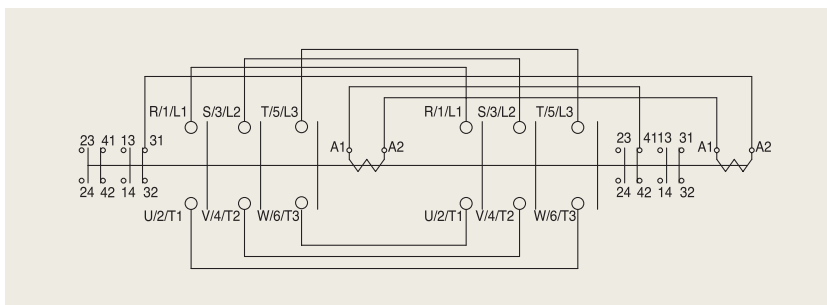 R/1/L1 S/3/L2 T/5/L3 R/1/L1 S/3/L2 T/5/L3
23 41 13 31 A1 A2 23 41 13 31 A1 A2
24 42 14 32 24 42 14 32
U/2/T1 V/4/T2 W/6/T3 U/2/T1 V/4/T2 W/6/T3